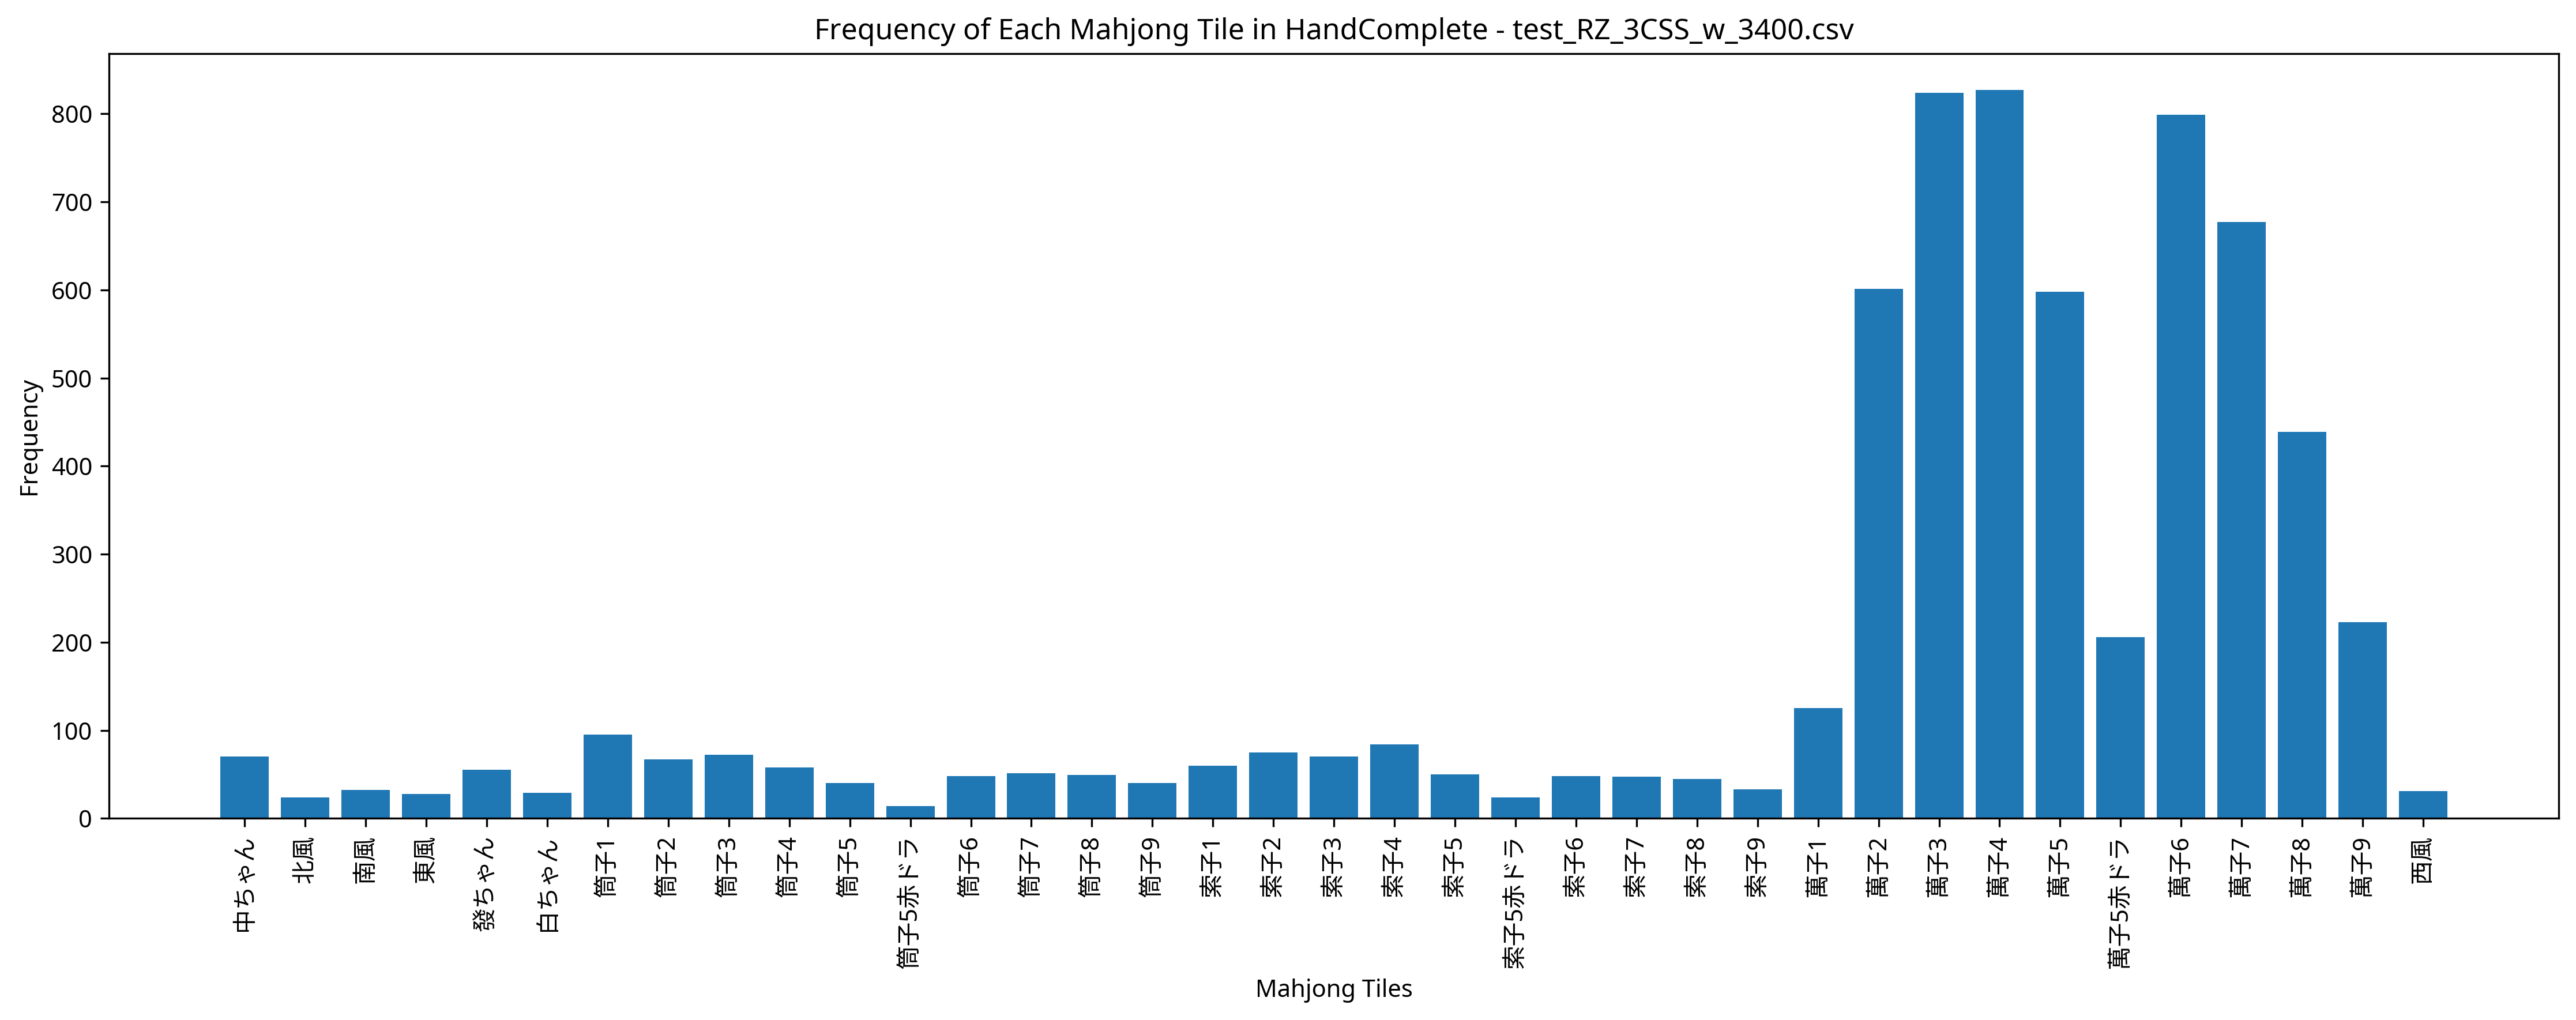 Frequency of Each Mahjong Tile in HandComplete - test_RZ_3CSS_w_3400.csv
Frequency
800
700
600
500
400
300
200
100
0
中ちゃん
北風
南風
東風
發ちゃん
白ちゃん
筒子1
筒子2
筒子3
筒子4
筒子5
筒子5赤ドラ
筒子6
筒子7
筒子8
筒子9
索子1
索子2
索子3
索子4
索子5
索子5赤ドラ
索子6
索子7
索子8
索子9
萬子1
萬子2
萬子3
萬子4
萬子5
萬子5赤ドラ
萬子6
萬子7
萬子8
萬子9
西風
Mahjong Tiles